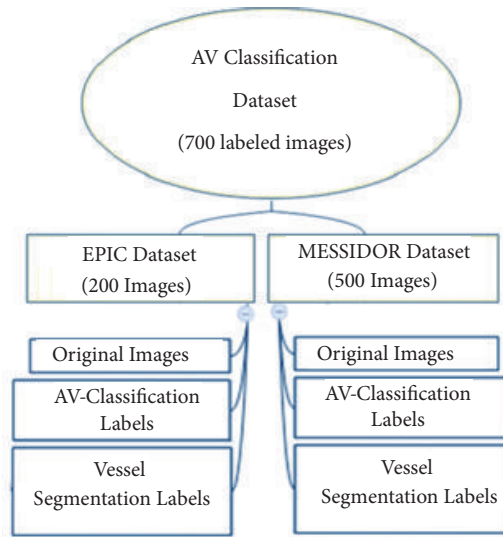 AV Classification
Dataset
(700 labeled images)
EPIC Dataset
(200 Images)
MESSIDOR Dataset
(500 Images)
Original Images
AV-Classification
Labels
Vessel
Segmentation Labels
Original Images
AV-Classification
Labels
Vessel
Segmentation Labels